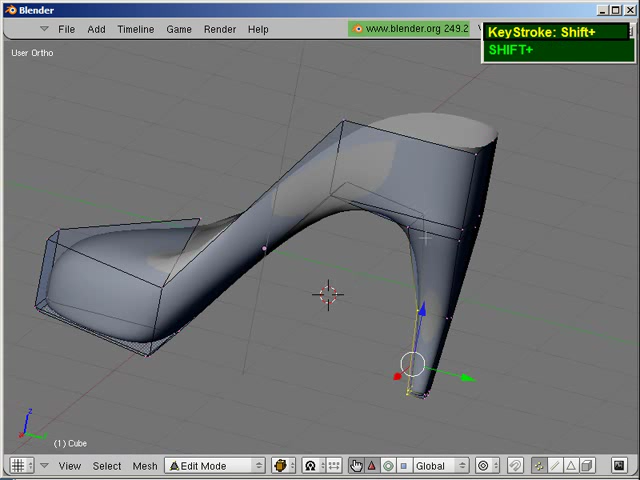 Blender
File Add Timeline Game Render Help www.blender.org 249.2
KeyStroke: Shift+
SHIFT+
User Ortho
z
(1) Cube
View Select Mesh Edit Mode Global